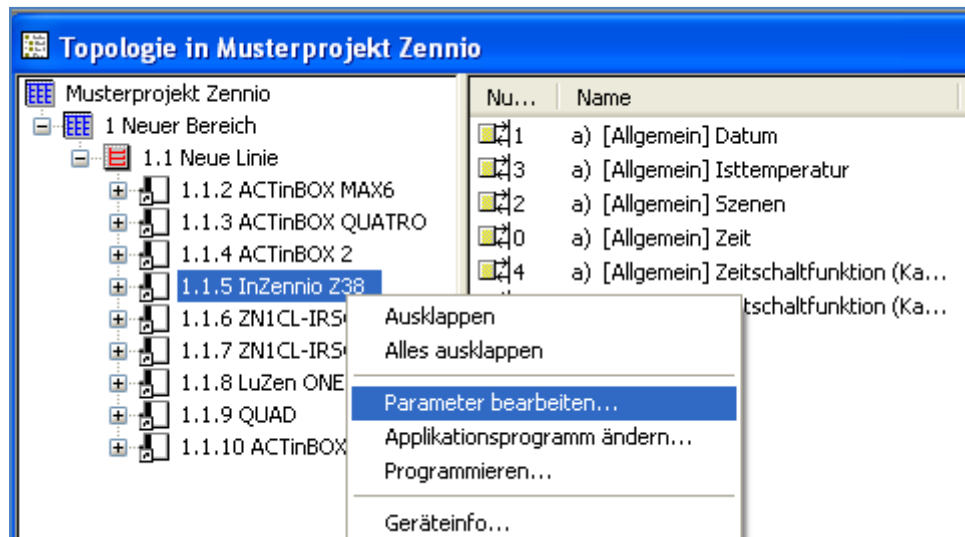 Topologie in Musterprojekt Zennio
Musterprojekt Zennio
1 Neuer Bereich
1.1 Neue Linie
1.1.2 ACTinBOX MAX6
1.1.3 ACTinBOX QUATRO
1.1.4 ACTinBOX 2
1.1.5 InZennio Z38
1.1.6 ZN1CL-IRS
1.1.7 ZN1CL-IRS
1.1.8 LuZen ONE
1.1.9 QUAD
1.1.10 ACTinBOX
Nu... Name
1 a) [Allgemein] Datum
3 a) [Allgemein] Isttemperatur
2 a) [Allgemein] Szenen
0 a) [Allgemein] Zeit
4 a) [Allgemein] Zeitschaltfunktion (Ka...
tschaltfunktion (Ka...
Ausklappen
Alles ausklappen
Parameter bearbeiten...
Applikationsprogramm ändern...
Programmieren...
Geräteinfo...